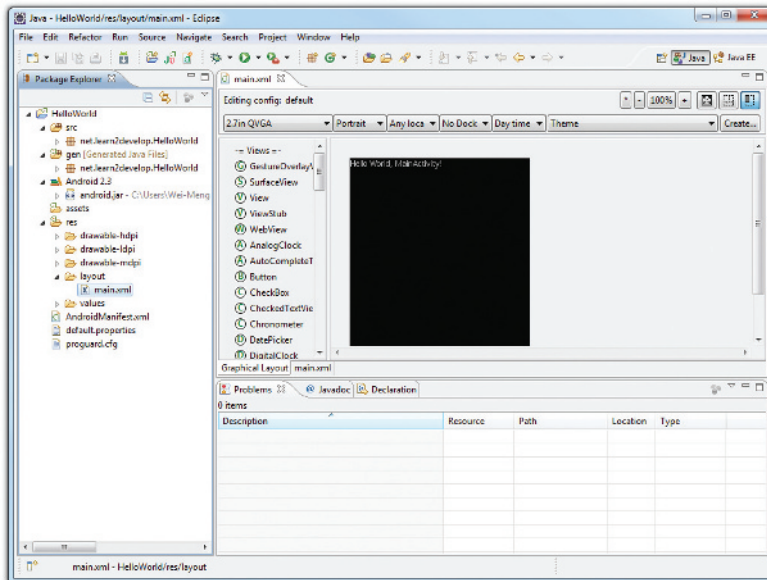 Java - HelloWorld/res/layout/main.xml - Eclipse
File Edit Refactor Run Source Navigate Search Project Window Help
Java Java EE
Package Explorer
HelloWorld
src
net.learn2develop.HelloWorld
gen [Generated Java Files]
net.learn2develop.HelloWorld
Android 2.3
android.jar - C:\Users\Wei-Meng
assets
res
drawable-hdpi
drawable-ldpi
drawable-mdpi
layout
main.xml
values
AndroidManifest.xml
default.properties
proguard.cfg
main.xml
Editing config: default
100%
2.7in QVGA Portrait Any loca No Dock Day time Theme Create...
-= Views =-
GestureOverlayV
SurfaceView
View
ViewStub
WebView
AnalogClock
AutoCompleteT
Button
CheckBox
CheckedTextVie
Chronometer
DatePicker
DigitalClock
Hello World, MainActivity!
Graphical Layout main.xml
Problems @ Javadoc Declaration
0 items
Description Resource Path Location Type
main.xml - HelloWorld/res/layout